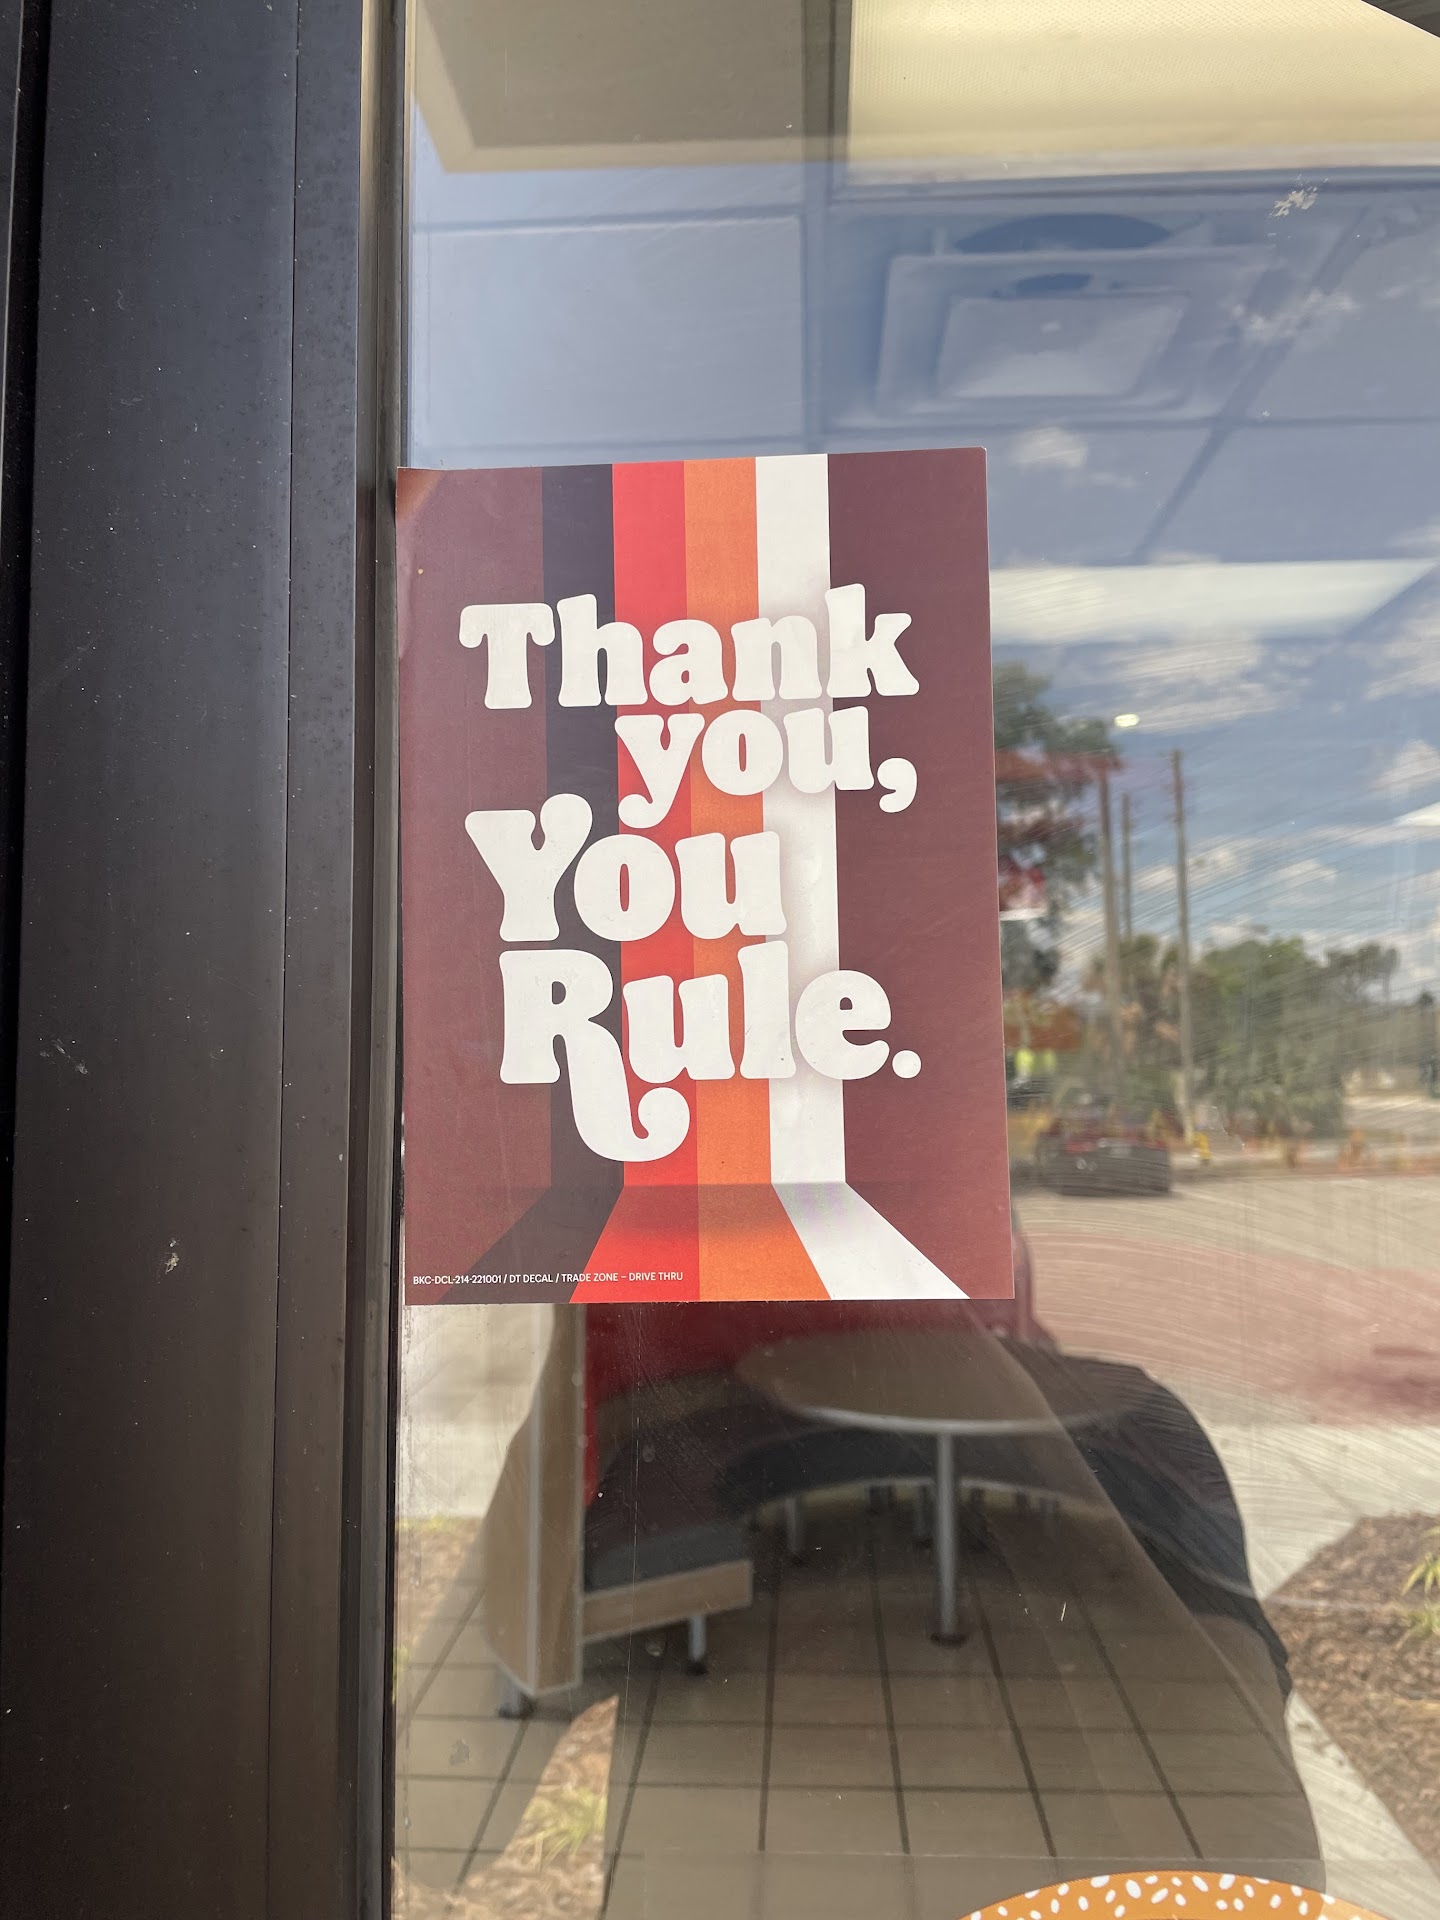 Thank
you,
You
Rule.
BKC-DCL-214-221001 / DT DECAL / TRADE ZONE – DRIVE THRU